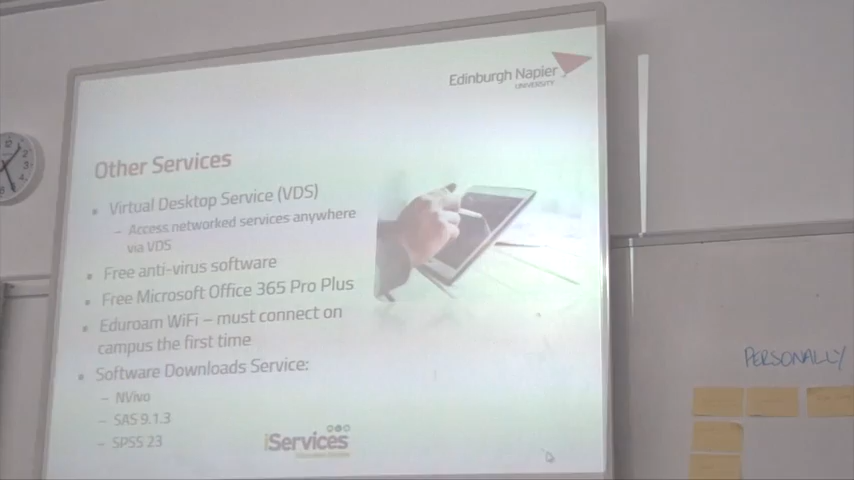 Edinburgh Napier
UNIVERSITY
Other Services
Virtual Desktop Service (VDS)
– Access networked services anywhere
via VDS
Free anti-virus software
Free Microsoft Office 365 Pro Plus
Eduroam WiFi – must connect on
campus the first time
Software Downloads Service:
– NVivo
– SAS 9.1.3
– SPSS 23
iServices
PERSONALLY